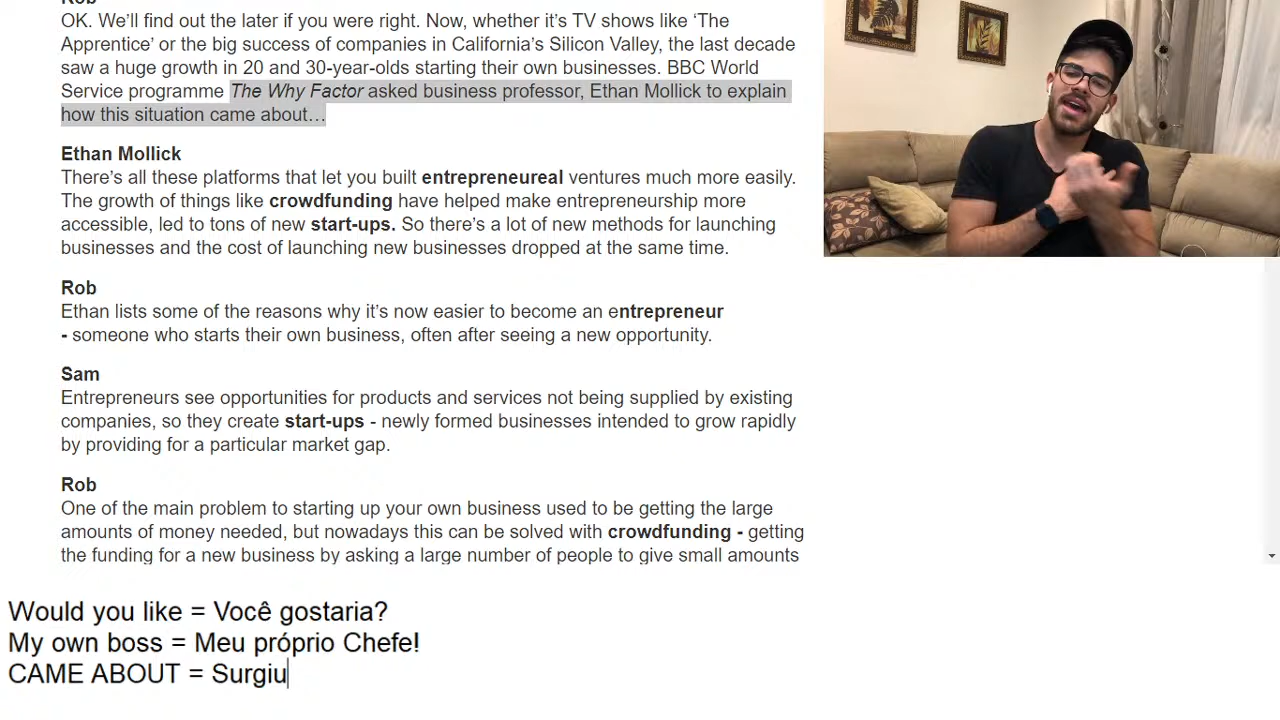 Rob
OK. We’ll find out the later if you were right. Now, whether it’s TV shows like ‘The
Apprentice’ or the big success of companies in California’s Silicon Valley, the last decade
saw a huge growth in 20 and 30-year-olds starting their own businesses. BBC World
Service programme The Why Factor asked business professor, Ethan Mollick to explain
how this situation came about…
Ethan Mollick
There’s all these platforms that let you built entrepreneureal ventures much more easily.
The growth of things like crowdfunding have helped make entrepreneurship more
accessible, led to tons of new start-ups. So there’s a lot of new methods for launching
businesses and the cost of launching new businesses dropped at the same time.
Rob
Ethan lists some of the reasons why it’s now easier to become an entrepreneur
- someone who starts their own business, often after seeing a new opportunity.
Sam
Entrepreneurs see opportunities for products and services not being supplied by existing
companies, so they create start-ups - newly formed businesses intended to grow rapidly
by providing for a particular market gap.
Rob
One of the main problem to starting up your own business used to be getting the large
amounts of money needed, but nowadays this can be solved with crowdfunding - getting
the funding for a new business by asking a large number of people to give small amounts
Would you like = Você gostaria?
My own boss = Meu próprio Chefe!
CAME ABOUT = Surgiu